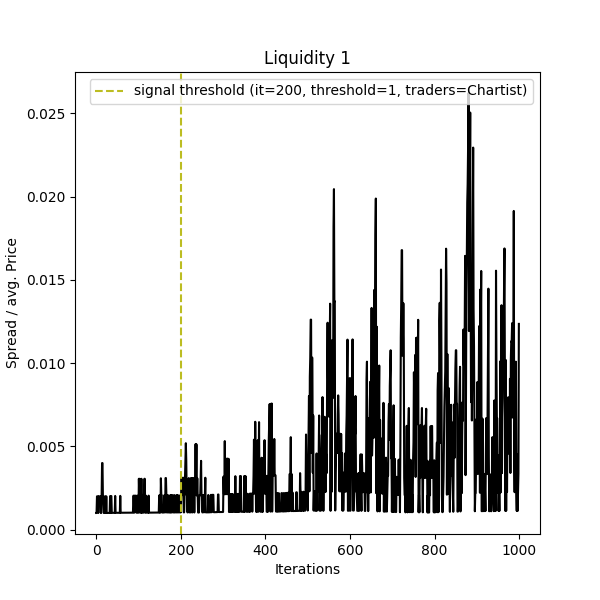 Liquidity 1
signal threshold (it=200, threshold=1, traders=Chartist)
Spread / avg. Price
0.025
0.020
0.015
0.010
0.005
0.000
0 200 400 600 800 1000
Iterations